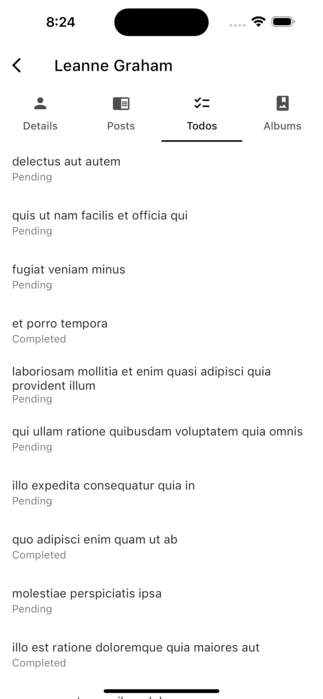 8:24
Leanne Graham
Details
Posts
Todos
Albums
delectus aut autem
Pending
quis ut nam facilis et officia qui
Pending
fugiat veniam minus
Pending
et porro tempora
Completed
laboriosam mollitia et enim quasi adipisci quia
provident illum
Pending
qui ullam ratione quibusdam voluptatem quia omnis
Pending
illo expedita consequatur quia in
Pending
quo adipisci enim quam ut ab
Completed
molestiae perspiciatis ipsa
Pending
illo est ratione doloremque quia maiores aut
Completed